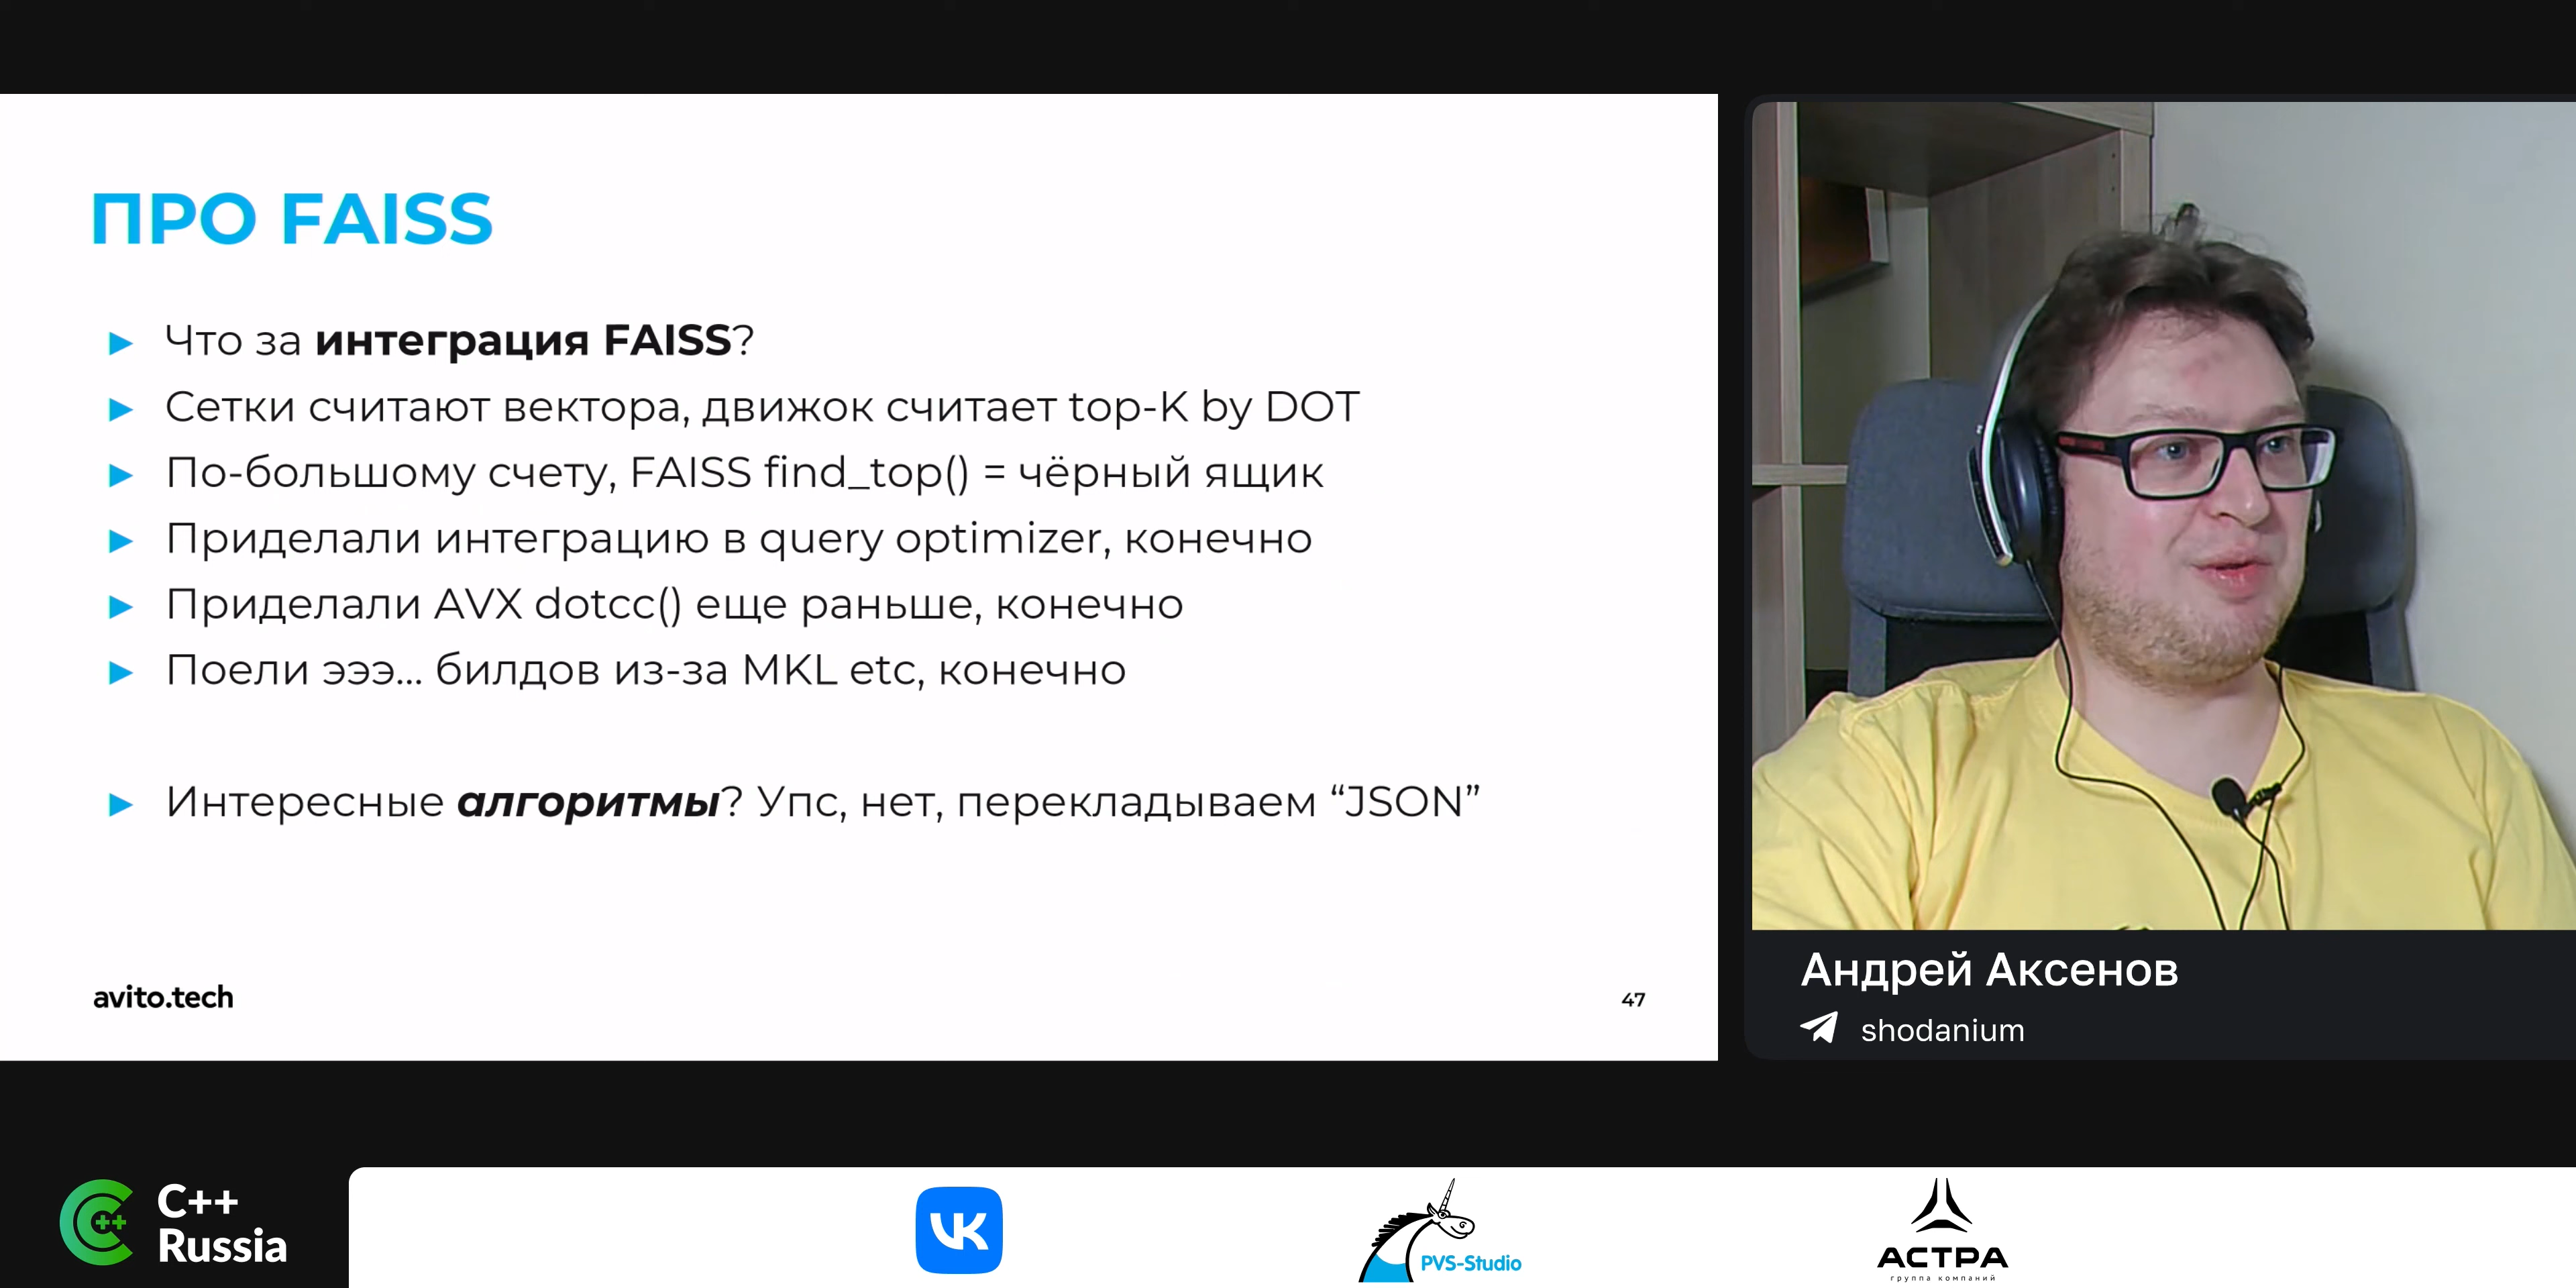 ПРО FAISS
Что за интеграция FAISS?
Сетки считают вектора, движок считает top-K by DOT
По-большому счету, FAISS find_top() = чёрный ящик
Приделали интеграцию в query optimizer, конечно
Приделали AVX dotcc() еще раньше, конечно
Поели эээ... билдов из-за MKL etc, конечно
Интересные алгоритмы? Упс, нет, перекладываем “JSON”
avito.tech
47
Андрей Аксенов
shodanium
C++
Russia
VK
PVS-Studio
АСТРА
группа компаний